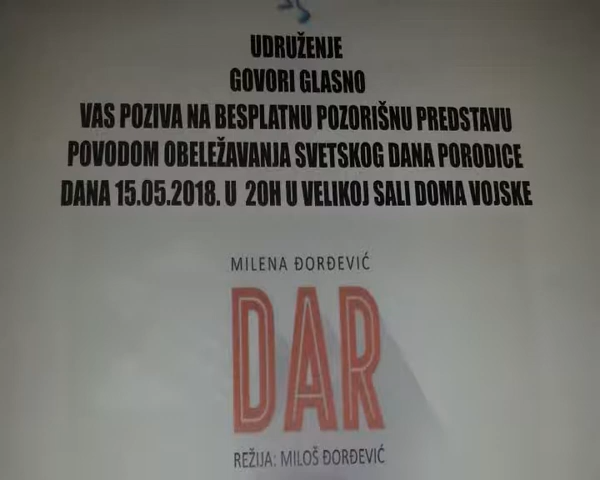 UDRUŽENJE
GOVORI GLASNO
VAS POZIVA NA BESPLATNU POZORIŠNU PREDSTAVU
POVODOM OBELEŽAVANJA SVETSKOG DANA PORODICE
DANA 15.05.2018. U 20H U VELIKOJ SALI DOMA VOJSKE
MILENA ĐORĐEVIĆ
DAR
REŽIJA: MILOŠ ĐORĐEVIĆ